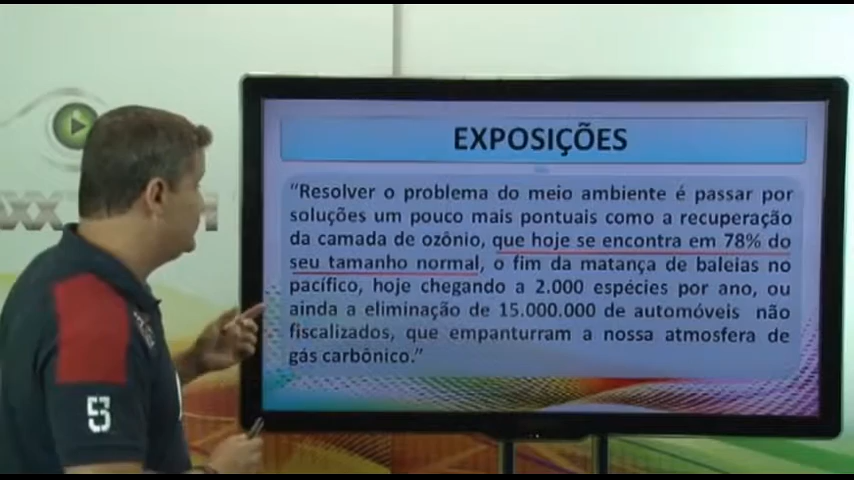 EXPOSIÇÕES
“Resolver o problema do meio ambiente é passar por
soluções um pouco mais pontuais como a recuperação
da camada de ozônio, que hoje se encontra em 78% do
seu tamanho normal, o fim da matança de baleias no
pacífico, hoje chegando a 2.000 espécies por ano, ou
ainda a eliminação de 15.000.000 de automóveis não
fiscalizados, que empanturram a nossa atmosfera de
gás carbônico.”
53